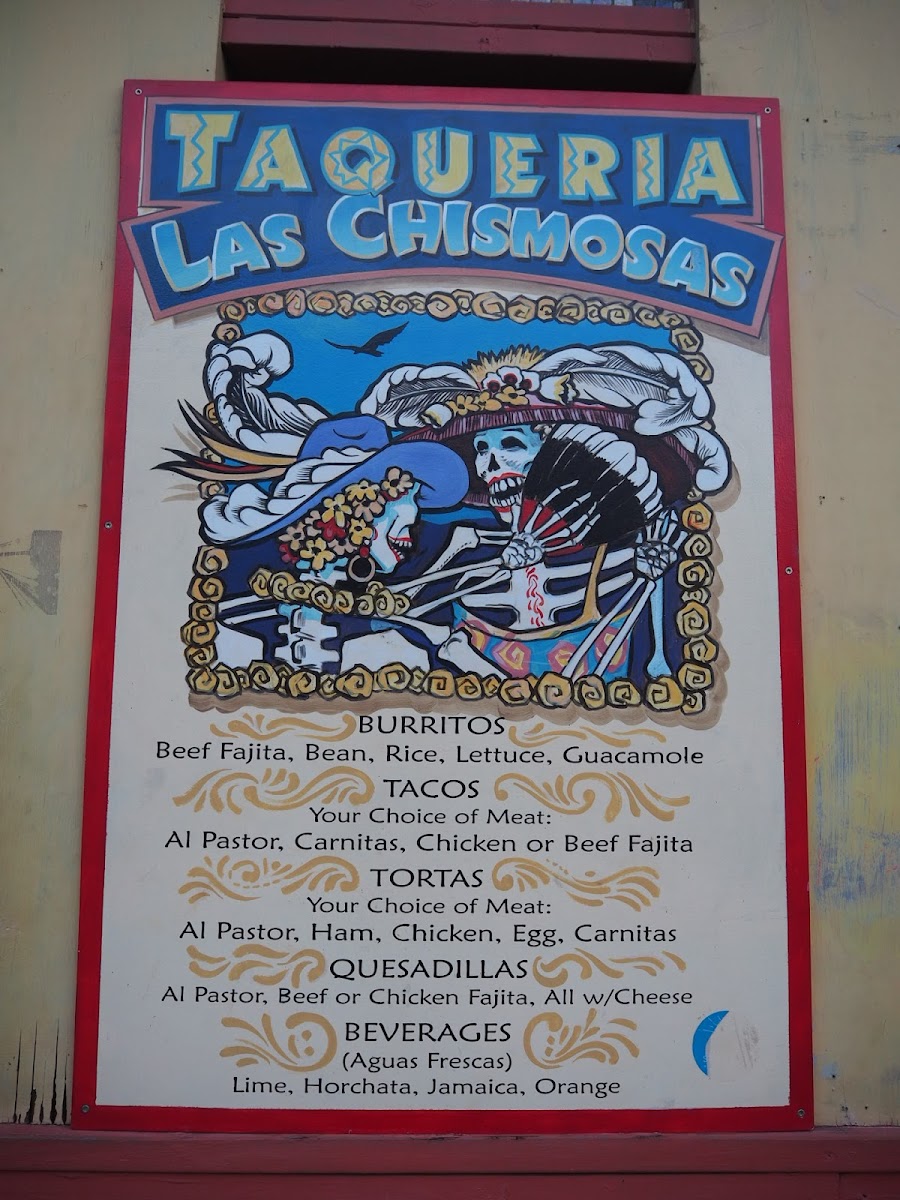 TAQUERIA
LAS CHISMOSAS
BURRITOS
Beef Fajita, Bean, Rice, Lettuce, Guacamole
TACOS
Your Choice of Meat:
Al Pastor, Carnitas, Chicken or Beef Fajita
TORTAS
Your Choice of Meat:
Al Pastor, Ham, Chicken, Egg, Carnitas
QUESADILLAS
Al Pastor, Beef or Chicken Fajita, All w/Cheese
BEVERAGES
(Aguas Frescas)
Lime, Horchata, Jamaica, Orange